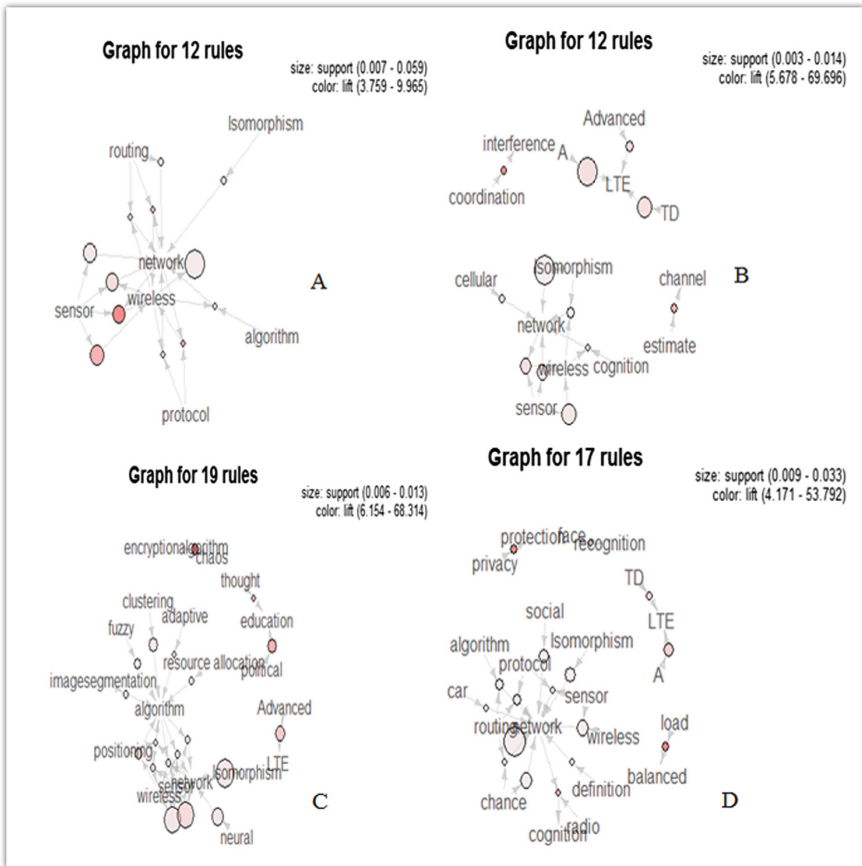 Graph for 12 rules
size: support (0.007 - 0.059)
color: lift (3.759 - 9.965)
Isomorphism
routing
network
wireless
sensor
algorithm
protocol
A
Graph for 12 rules
size: support (0.003 - 0.014)
color: lift (5.678 - 69.696)
Advanced
interference
A
LTE
coordination
TD
Isomorphism
cellular
channel
network
estimate
wireless
cognition
sensor
B
Graph for 19 rules
size: support (0.006 - 0.013)
color: lift (6.154 - 68.314)
encryptionalgorithm
chaos
thought
clustering
adaptive
education
fuzzy
resource allocation
political
imagesegmentation
algorithm
Advanced
positioning
LTE
Isomorphism
network
sensor
wireless
neural
C
Graph for 17 rules
size: support (0.009 - 0.033)
color: lift (4.171 - 53.792)
protection
face
recognition
privacy
TD
social
LTE
algorithm
Isomorphism
protocol
A
car
sensor
routing
network
wireless
load
balanced
definition
chance
radio
cognition
D